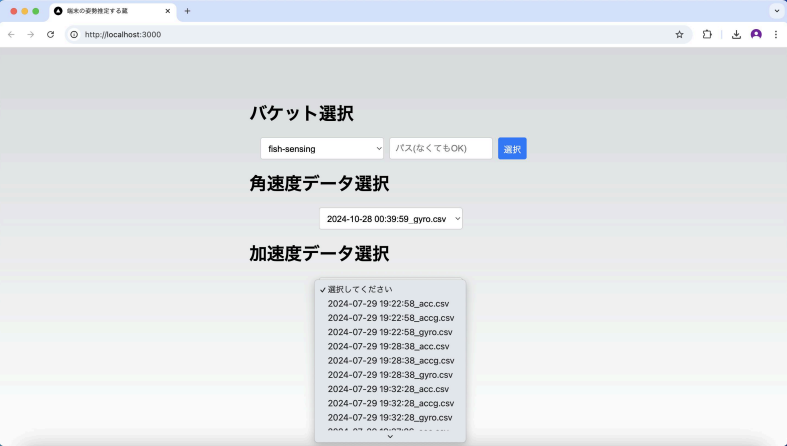 端末の姿勢推定する蔵
http://localhost:3000
バケット選択
fish-sensing
パス(なくてもOK)
選択
角速度データ選択
2024-10-28 00:39:59_gyro.csv
加速度データ選択
選択してください
2024-07-29 19:22:58_acc.csv
2024-07-29 19:22:58_accg.csv
2024-07-29 19:22:58_gyro.csv
2024-07-29 19:28:38_acc.csv
2024-07-29 19:28:38_accg.csv
2024-07-29 19:28:38_gyro.csv
2024-07-29 19:32:28_acc.csv
2024-07-29 19:32:28_accg.csv
2024-07-29 19:32:28_gyro.csv